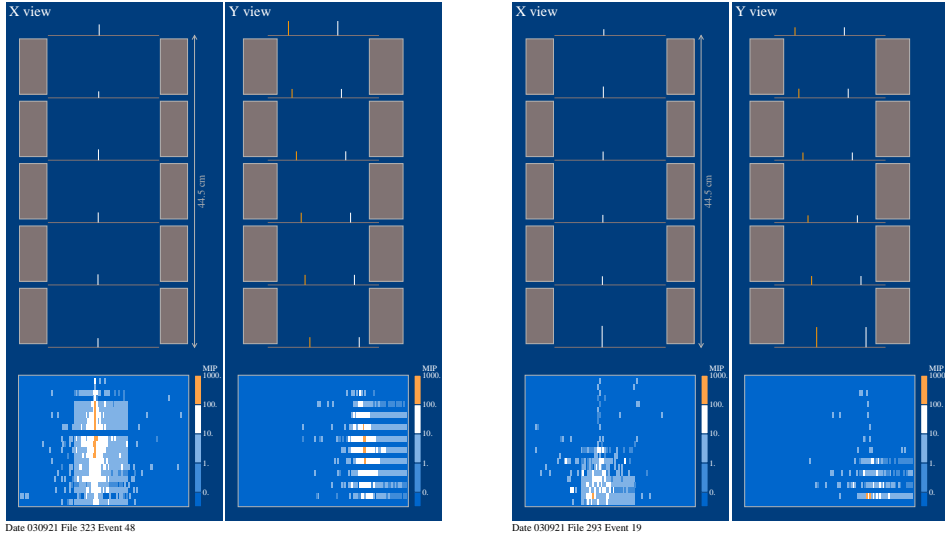 X view
Y view
44.5 cm
MIP
1000.
100.
10.
1.
0.
MIP
1000.
100.
10.
1.
0.
Date 030921 File 323 Event 48
X view
Y view
44.5 cm
MIP
1000.
100.
10.
1.
0.
MIP
1000.
100.
10.
1.
0.
Date 030921 File 293 Event 19